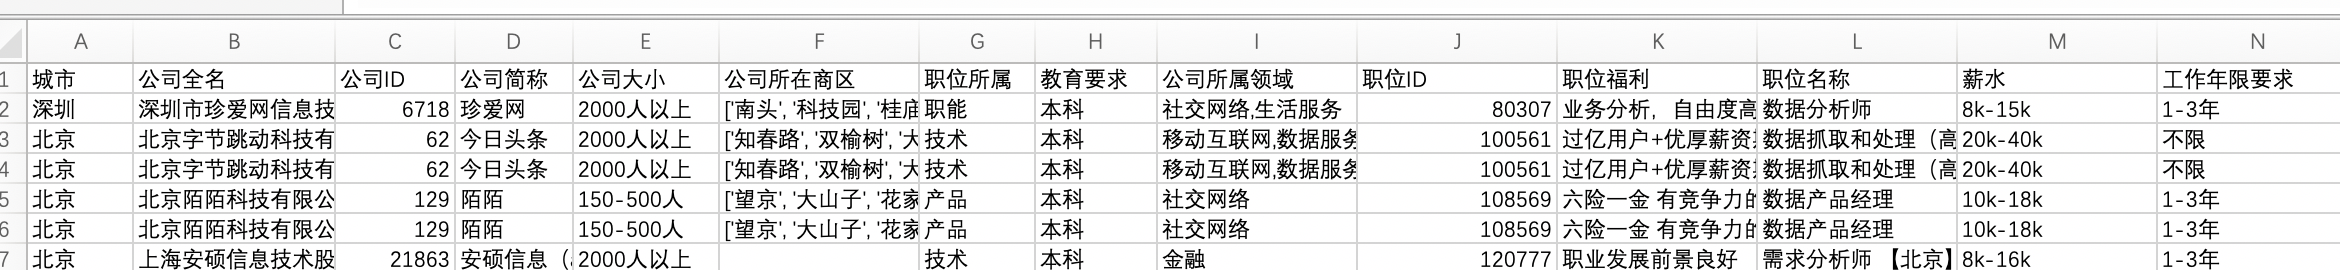 A B C D E F G H I J K L M N
1 城市 公司全名 公司ID 公司简称 公司大小 公司所在商区 职位所属 教育要求 公司所属领域 职位ID 职位福利 职位名称 薪水 工作年限要求
2 深圳 深圳市珍爱网信息技 6718 珍爱网 2000人以上 ['南头', '科技园', '桂庙 职能 本科 社交网络,生活服务 80307 业务分析，自由度高 数据分析师 8k-15k 1-3年
3 北京 北京字节跳动科技有 62 今日头条 2000人以上 ['知春路', '双榆树', '大 技术 本科 移动互联网,数据服务 100561 过亿用户+优厚薪资 数据抓取和处理（高 20k-40k 不限
4 北京 北京字节跳动科技有 62 今日头条 2000人以上 ['知春路', '双榆树', '大 技术 本科 移动互联网,数据服务 100561 过亿用户+优厚薪资 数据抓取和处理（高 20k-40k 不限
5 北京 北京陌陌科技有限公 129 陌陌 150-500人 ['望京', '大山子', '花家 产品 本科 社交网络 108569 六险一金 有竞争力的 数据产品经理 10k-18k 1-3年
6 北京 北京陌陌科技有限公 129 陌陌 150-500人 ['望京', '大山子', '花家 产品 本科 社交网络 108569 六险一金 有竞争力的 数据产品经理 10k-18k 1-3年
7 北京 上海安硕信息技术股 21863 安硕信息（ 2000人以上 技术 本科 金融 120777 职业发展前景良好 需求分析师 【北京】 8k-16k 1-3年